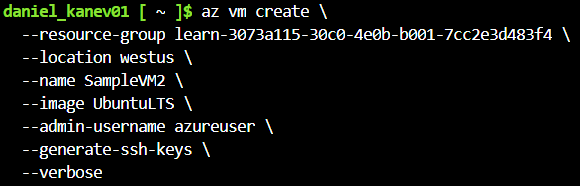 daniel_kanev01 [ ~ ]$ az vm create \
--resource-group learn-3073a115-30c0-4e0b-b001-7cc2e3d483f4 \
--location westus \
--name SampleVM2 \
--image UbuntuLTS \
--admin-username azureuser \
--generate-ssh-keys \
--verbose